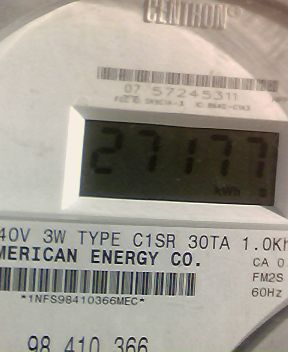 CENTRON®
07 57245311
27177
kWh
40V 3W TYPE C1SR 30TA 1.0Kh
MERICAN ENERGY CO.
CA 0.
FM2S
60Hz
*1NFS98410366MEC*
98 410 366